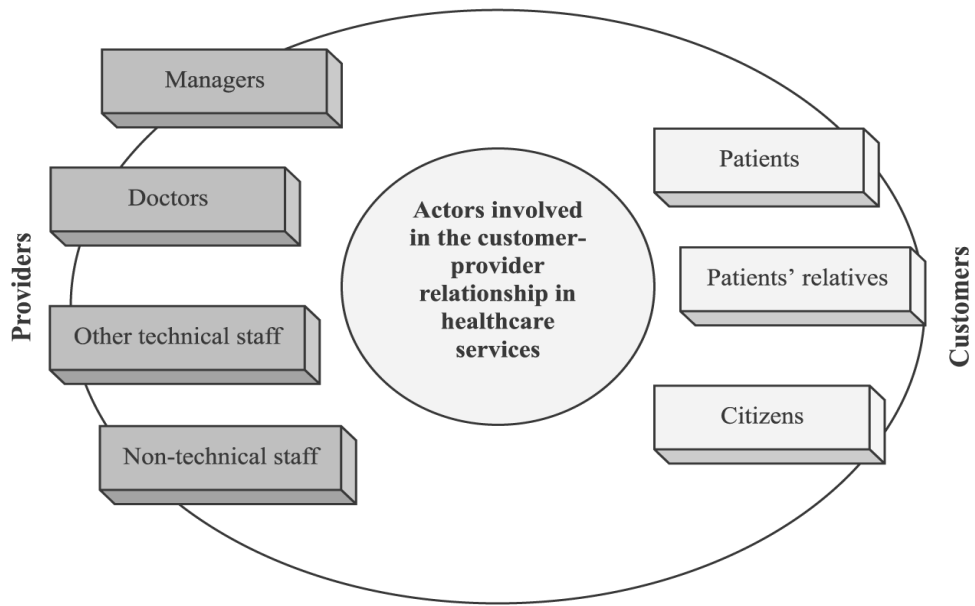 Providers
Managers
Doctors
Other technical staff
Non-technical staff
Actors involved
in the customer-
provider
relationship in
healthcare
services
Patients
Patients’ relatives
Citizens
Customers